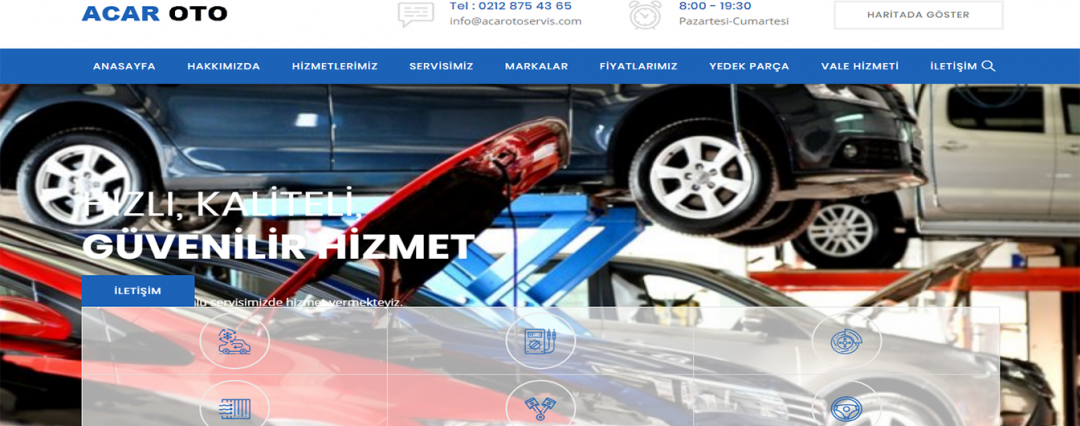 ACAR OTO
Tel : 0212 875 43 65
info@acarotoservis.com
8:00 - 19:30
Pazartesi-Cumartesi
HARİTADA GÖSTER
ANASAYFA HAKKIMIZDA HİZMETLERİMİZ SERVİSİMİZ MARKALAR FİYATLARIMIZ YEDEK PARÇA VALE HİZMETİ İLETİŞİM
HIZLI, KALİTELİ,
GÜVENİLİR HİZMET
İLETİŞİM
servisimizde hizmet vermekteyiz.